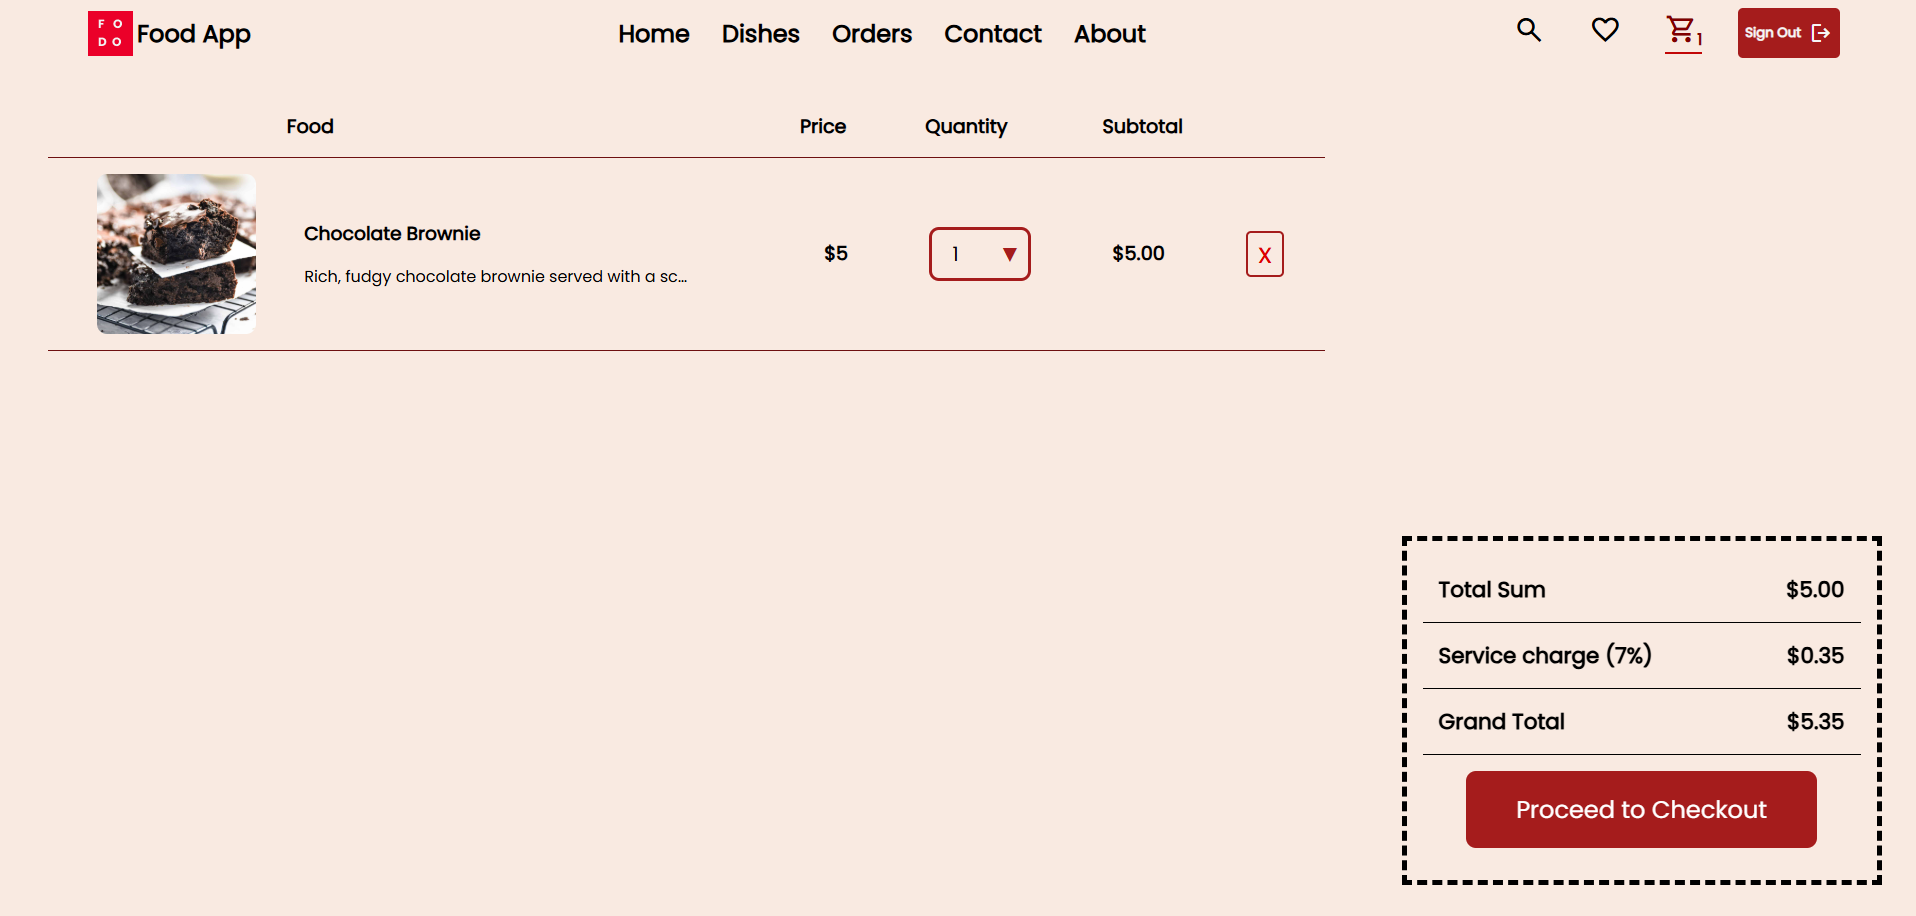 F O
D O
Food App
Home Dishes Orders Contact About
1
Sign Out
Food Price Quantity Subtotal
Chocolate Brownie
Rich, fudgy chocolate brownie served with a sc...
$5 1 $5.00 X
Total Sum $5.00
Service charge (7%) $0.35
Grand Total $5.35
Proceed to Checkout